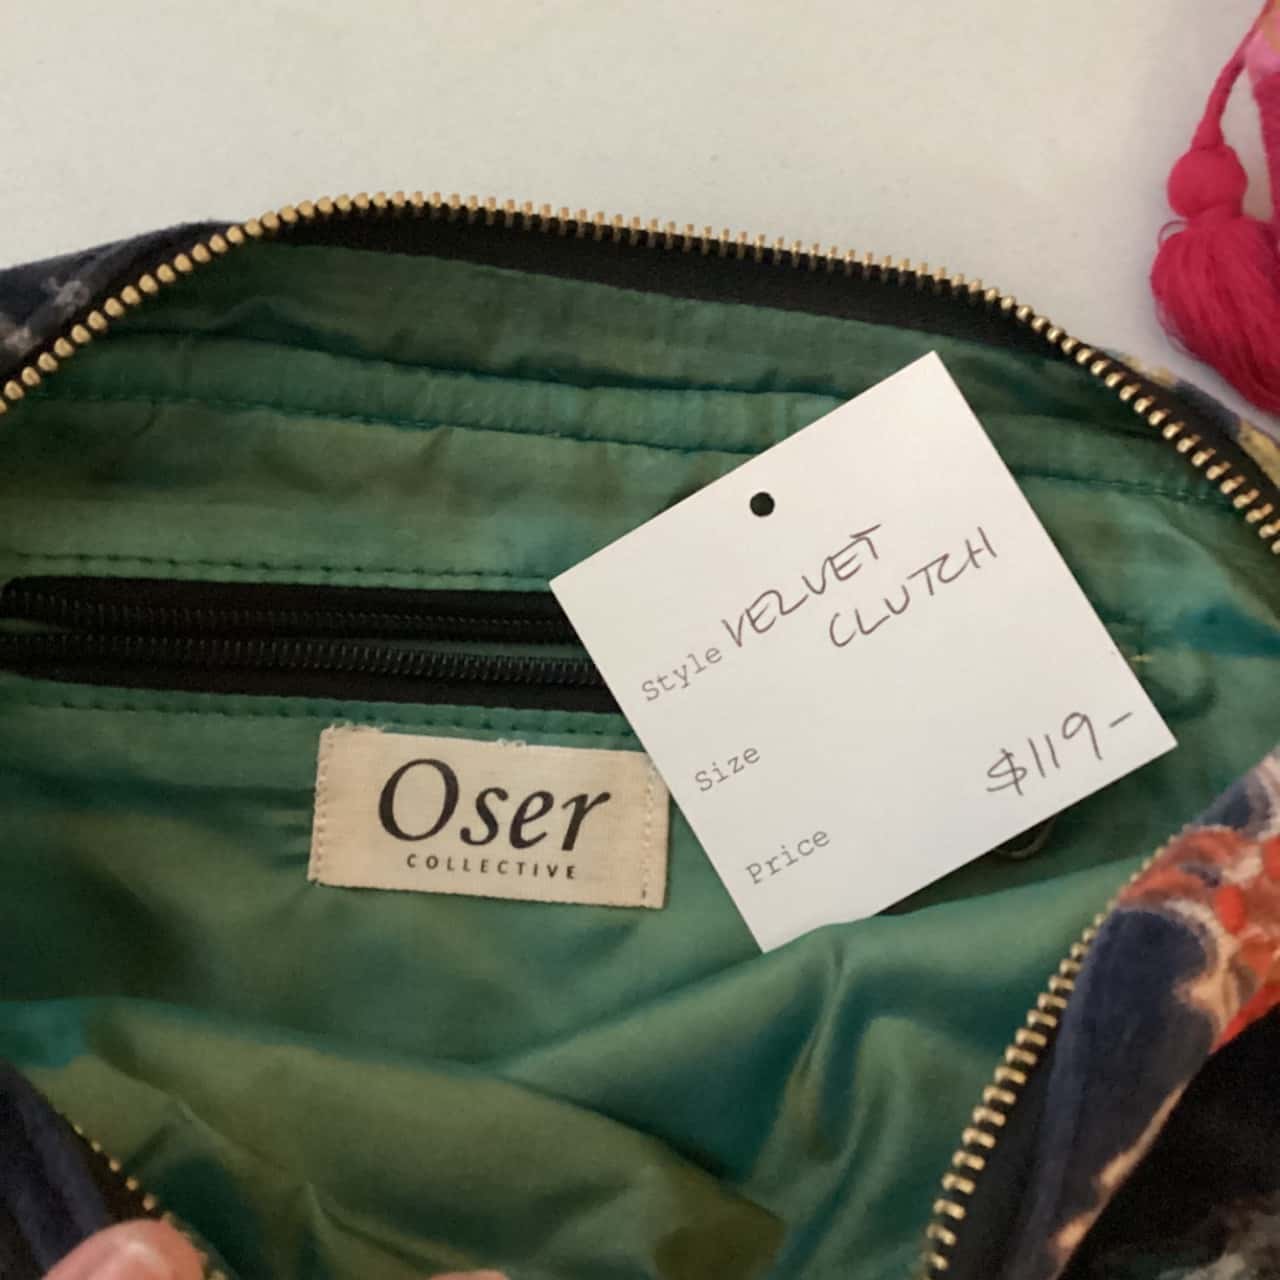 Style VELVET
CLUTCH
Size
Price $119-
Oser
COLLECTIVE